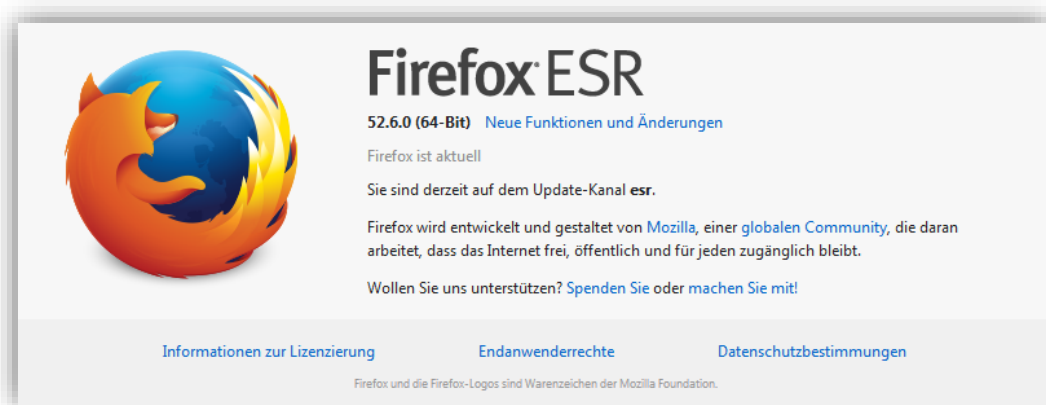 Firefox ESR
52.6.0 (64-Bit) Neue Funktionen und Änderungen
Firefox ist aktuell
Sie sind derzeit auf dem Update-Kanal esr.
Firefox wird entwickelt und gestaltet von Mozilla, einer globalen Community, die daran
arbeitet, dass das Internet frei, öffentlich und für jeden zugänglich bleibt.
Wollen Sie uns unterstützen? Spenden Sie oder machen Sie mit!
Informationen zur Lizenzierung Endanwenderrechte Datenschutzbestimmungen
Firefox und die Firefox-Logos sind Warenzeichen der Mozilla Foundation.